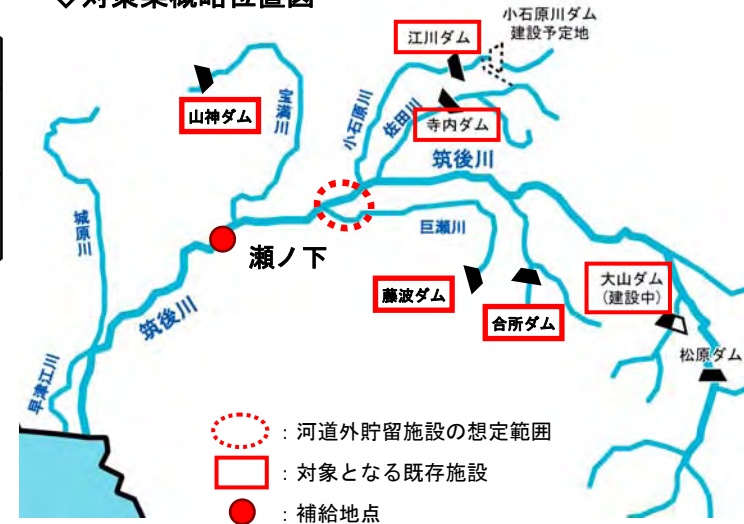 ◇対策案概略位置図
小石原川ダム
建設予定地
江川ダム
山神ダム
宝満川
小石原川
佐田川
寺内ダム
筑後川
城原川
瀬ノ下
巨瀬川
藤波ダム
合所ダム
大山ダム
(建設中)
松原ダム
筑後川
早津江川
：河道外貯留施設の想定範囲
：対象となる既存施設
：補給地点